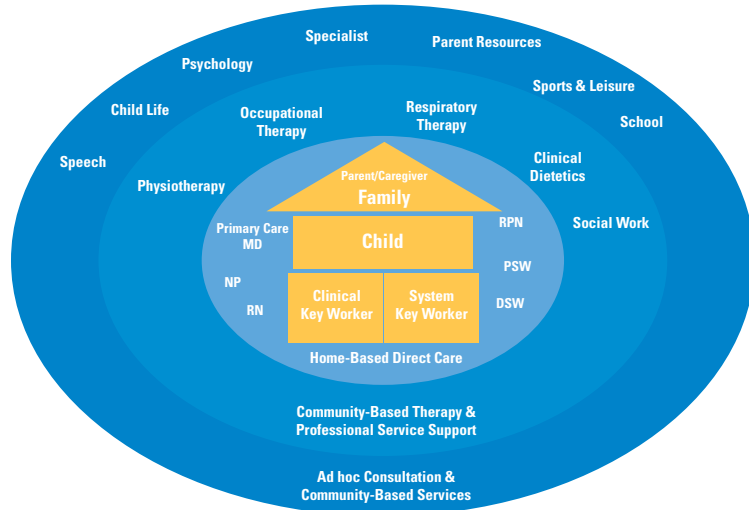 Specialist
Parent Resources
Psychology
Sports & Leisure
Child Life
School
Speech
Occupational
Therapy
Respiratory
Therapy
Clinical
Dietetics
Physiotherapy
Social Work
Parent/Caregiver
Family
Primary Care
MD
RPN
Child
NP
PSW
RN
DSW
Clinical
Key Worker
System
Key Worker
Home-Based Direct Care
Community-Based Therapy &
Professional Service Support
Ad hoc Consultation &
Community-Based Services